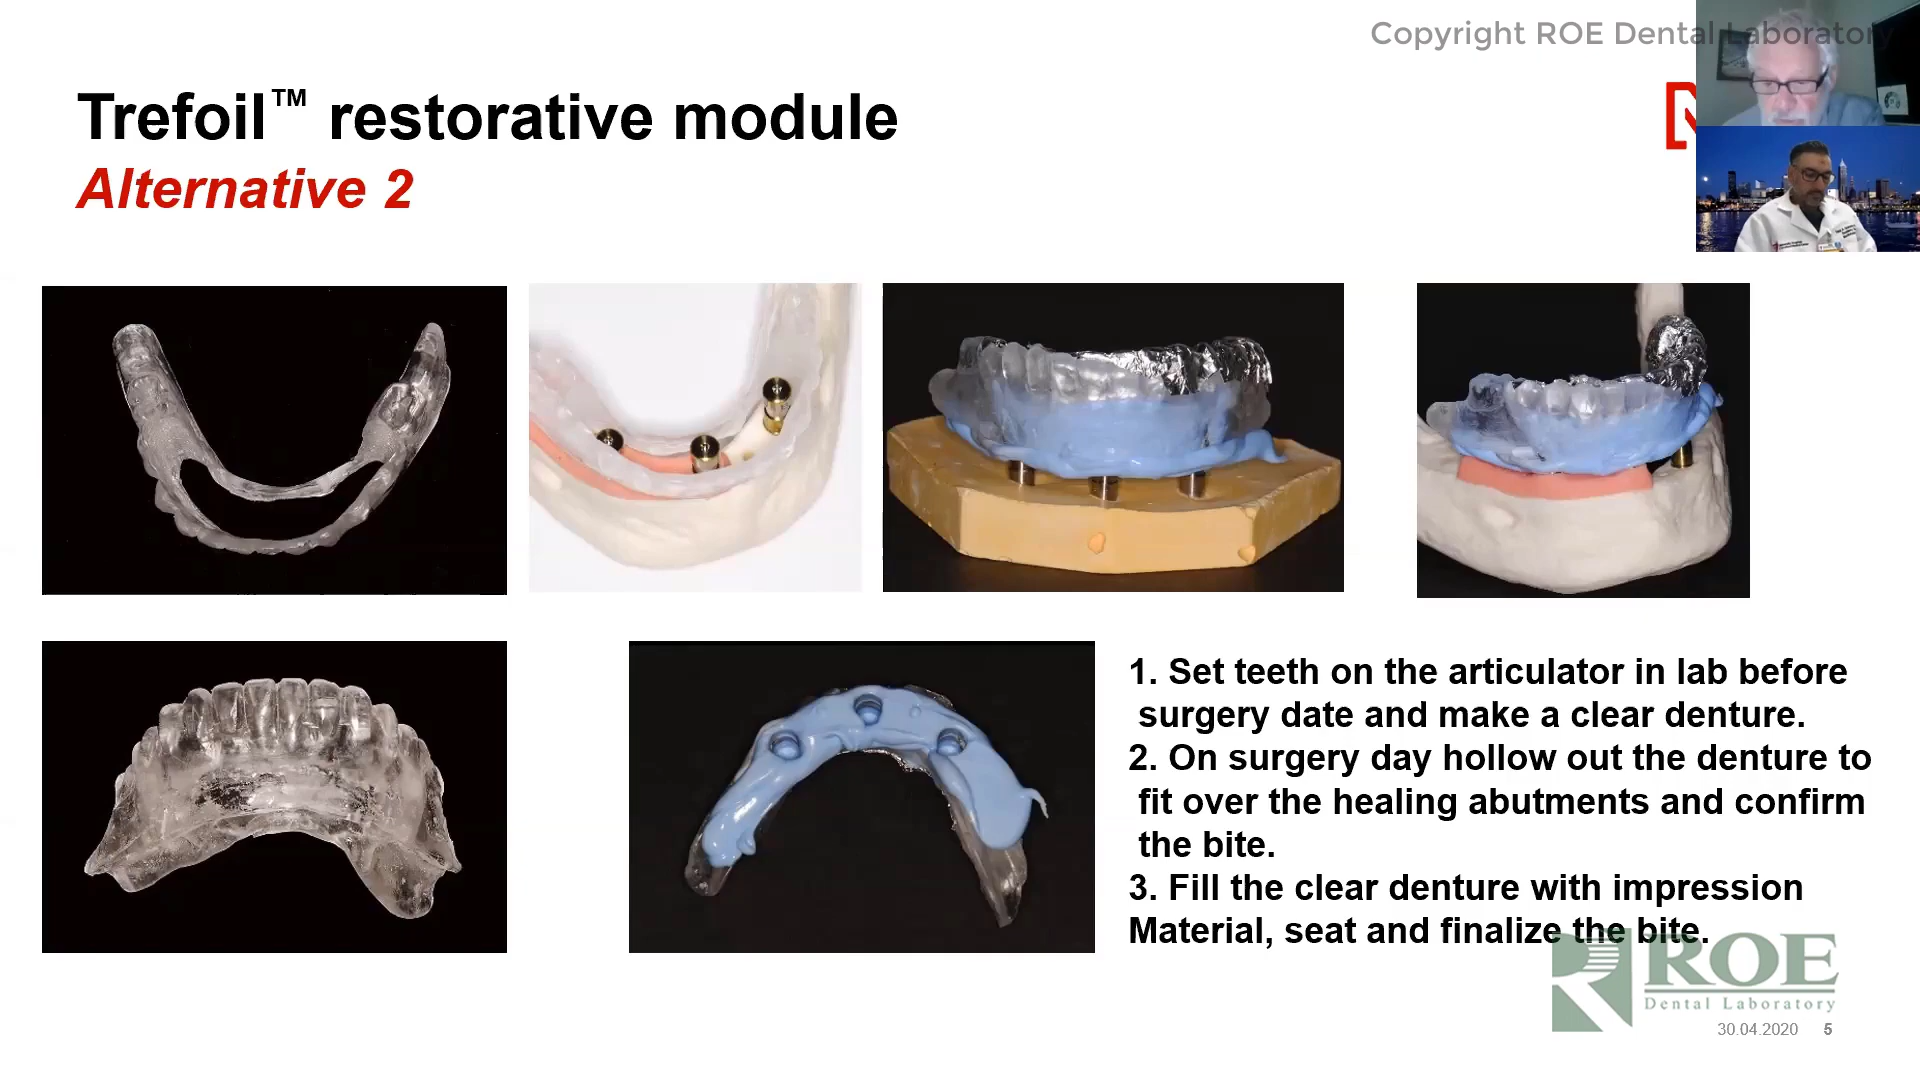 Copyright ROE Dental Laboratory
Trefoil™ restorative module
Alternative 2
1. Set teeth on the articulator in lab before
surgery date and make a clear denture.
2. On surgery day hollow out the denture to
fit over the healing abutments and confirm
the bite.
3. Fill the clear denture with impression
Material, seat and finalize the bite.
ROE
Dental Laboratory
30.04.2020 5